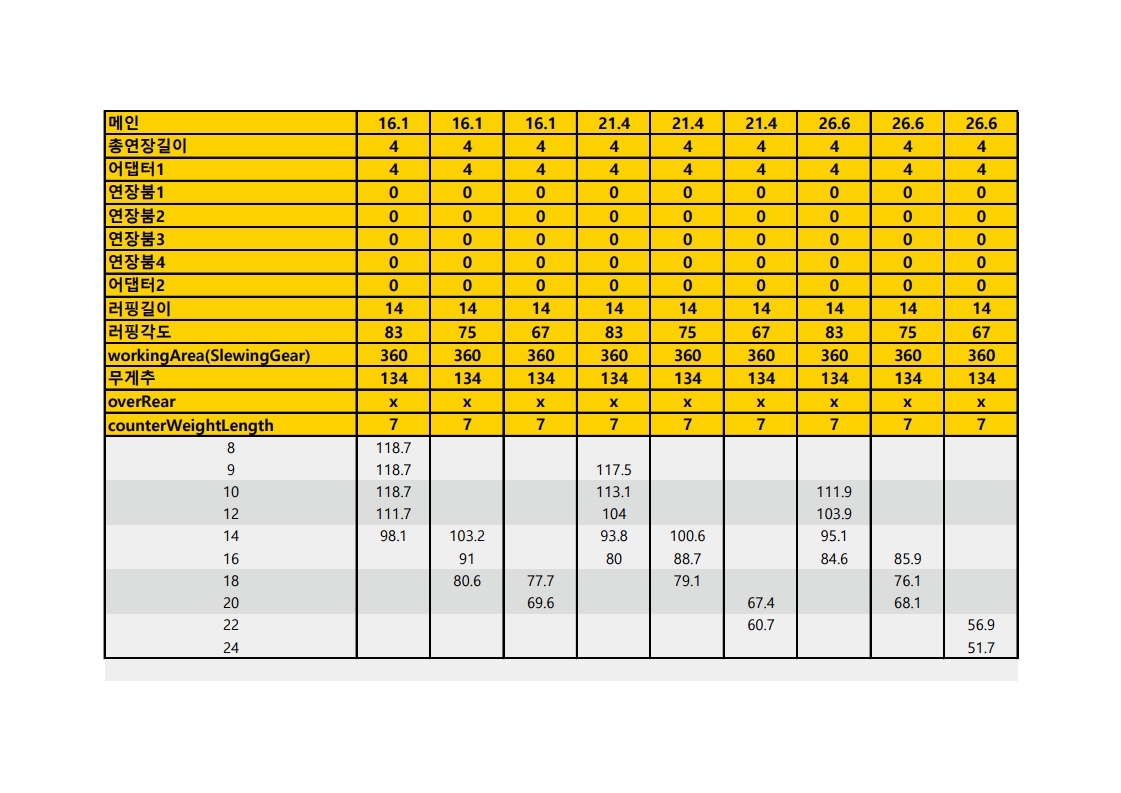 메인 16.1 16.1 16.1 21.4 21.4 21.4 26.6 26.6 26.6
총연장길이 4 4 4 4 4 4 4 4 4
어댑터1 4 4 4 4 4 4 4 4 4
연장붐1 0 0 0 0 0 0 0 0 0
연장붐2 0 0 0 0 0 0 0 0 0
연장붐3 0 0 0 0 0 0 0 0 0
연장붐4 0 0 0 0 0 0 0 0 0
어댑터2 0 0 0 0 0 0 0 0 0
러핑길이 14 14 14 14 14 14 14 14 14
러핑각도 83 75 67 83 75 67 83 75 67
workingArea(SlewingGear) 360 360 360 360 360 360 360 360 360
무게추 134 134 134 134 134 134 134 134 134
overRear x x x x x x x x x
counterWeightLength 7 7 7 7 7 7 7 7 7
8 118.7
9 118.7 117.5
10 118.7 113.1 111.9
12 111.7 104 103.9
14 98.1 103.2 93.8 100.6 95.1
16 91 80 88.7 84.6 85.9
18 80.6 77.7 79.1 76.1
20 69.6 67.4 68.1
22 60.7 56.9
24 51.7